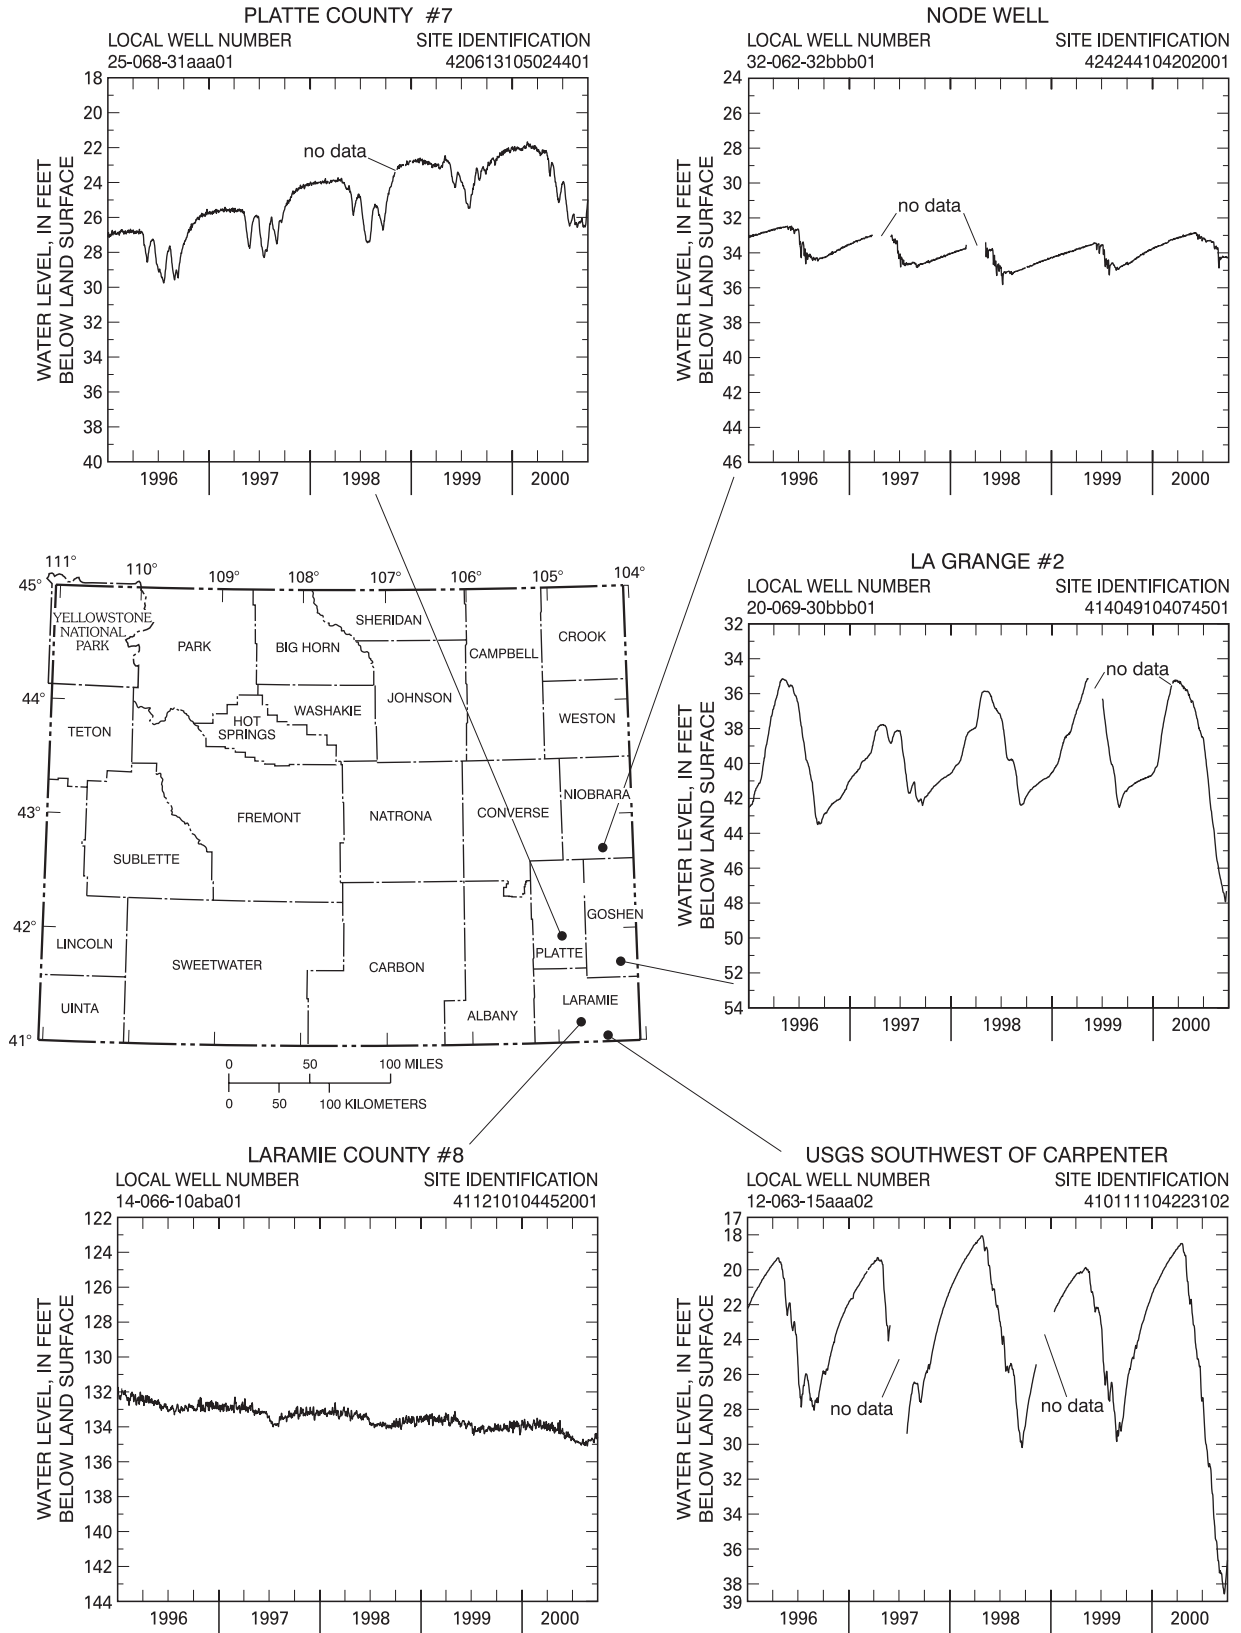 PLATTE COUNTY #7
LOCAL WELL NUMBER SITE IDENTIFICATION
25-068-31aaa01 420613105024401
WATER LEVEL, IN FEET
BELOW LAND SURFACE
18
20
22
24
26
28
30
32
34
36
38
40
no data
1996 1997 1998 1999 2000
NODE WELL
LOCAL WELL NUMBER SITE IDENTIFICATION
32-062-32bbb01 424244104202001
WATER LEVEL, IN FEET
BELOW LAND SURFACE
24
26
28
30
32
34
36
38
40
42
44
46
no data
1996 1997 1998 1999 2000
111° 110° 109° 108° 107° 106° 105° 104°
45°
44°
43°
42°
41°
YELLOWSTONE
NATIONAL
PARK
PARK
BIG HORN
SHERIDAN
CAMPBELL
CROOK
JOHNSON
WASHAKIE
HOT
SPRINGS
TETON
WESTON
NIOBRARA
FREMONT
NATRONA
CONVERSE
SUBLETTE
GOSHEN
LINCOLN
SWEETWATER
CARBON
PLATTE
UINTA
ALBANY
LARAMIE
0 50 100 MILES
0 50 100 KILOMETERS
LA GRANGE #2
LOCAL WELL NUMBER SITE IDENTIFICATION
20-069-30bbb01 414049104074501
WATER LEVEL, IN FEET
BELOW LAND SURFACE
32
34
36
38
40
42
44
46
48
50
52
54
no data
1996 1997 1998 1999 2000
LARAMIE COUNTY #8
LOCAL WELL NUMBER SITE IDENTIFICATION
14-066-10aba01 411210104452001
WATER LEVEL, IN FEET
BELOW LAND SURFACE
122
124
126
128
130
132
134
136
138
140
142
144
1996 1997 1998 1999 2000
USGS SOUTHWEST OF CARPENTER
LOCAL WELL NUMBER SITE IDENTIFICATION
12-063-15aaa02 410111104223102
WATER LEVEL, IN FEET
BELOW LAND SURFACE
17
18
20
22
24
26
28
30
32
34
36
38
39
no data
no data
1996 1997 1998 1999 2000